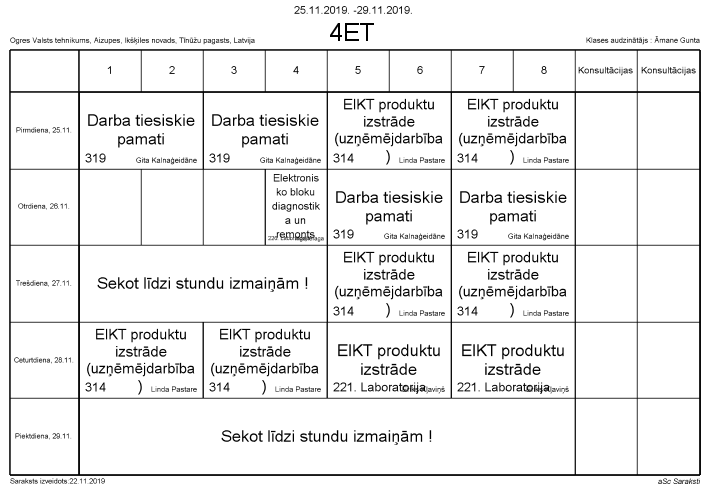 25.11.2019. -29.11.2019.
4ET
Ogres Valsts tehnikums, Aizupes, Ikšķiles novads, Tīnūžu pagasts, Latvija
Klases audzinātājs : Āmane Gunta
1 2 3 4 5 6 7 8 Konsultācijas Konsultācijas
Pirmdiena, 25.11.
Darba tiesiskie
pamati
319 Gita Kalnaģeidāne
Darba tiesiskie
pamati
319 Gita Kalnaģeidāne
EIKT produktu
izstrāde
(uzņēmējdarbība
314 ) Linda Pastare
EIKT produktu
izstrāde
(uzņēmējdarbība
314 ) Linda Pastare
Otrdiena, 26.11.
Elektronis
ko bloku
diagnostik
a un
remonts
220.
Darba tiesiskie
pamati
319 Gita Kalnaģeidāne
Darba tiesiskie
pamati
319 Gita Kalnaģeidāne
Trešdiena, 27.11.
Sekot līdzi stundu izmaiņām !
EIKT produktu
izstrāde
(uzņēmējdarbība
314 ) Linda Pastare
EIKT produktu
izstrāde
(uzņēmējdarbība
314 ) Linda Pastare
Ceturtdiena, 28.11.
EIKT produktu
izstrāde
(uzņēmējdarbība
314 ) Linda Pastare
EIKT produktu
izstrāde
(uzņēmējdarbība
314 ) Linda Pastare
EIKT produktu
izstrāde
221. Laboratorija
EIKT produktu
izstrāde
221. Laboratorija
Piektdiena, 29.11.
Sekot līdzi stundu izmaiņām !
Saraksts izveidots:22.11.2019
aSc Saraksti